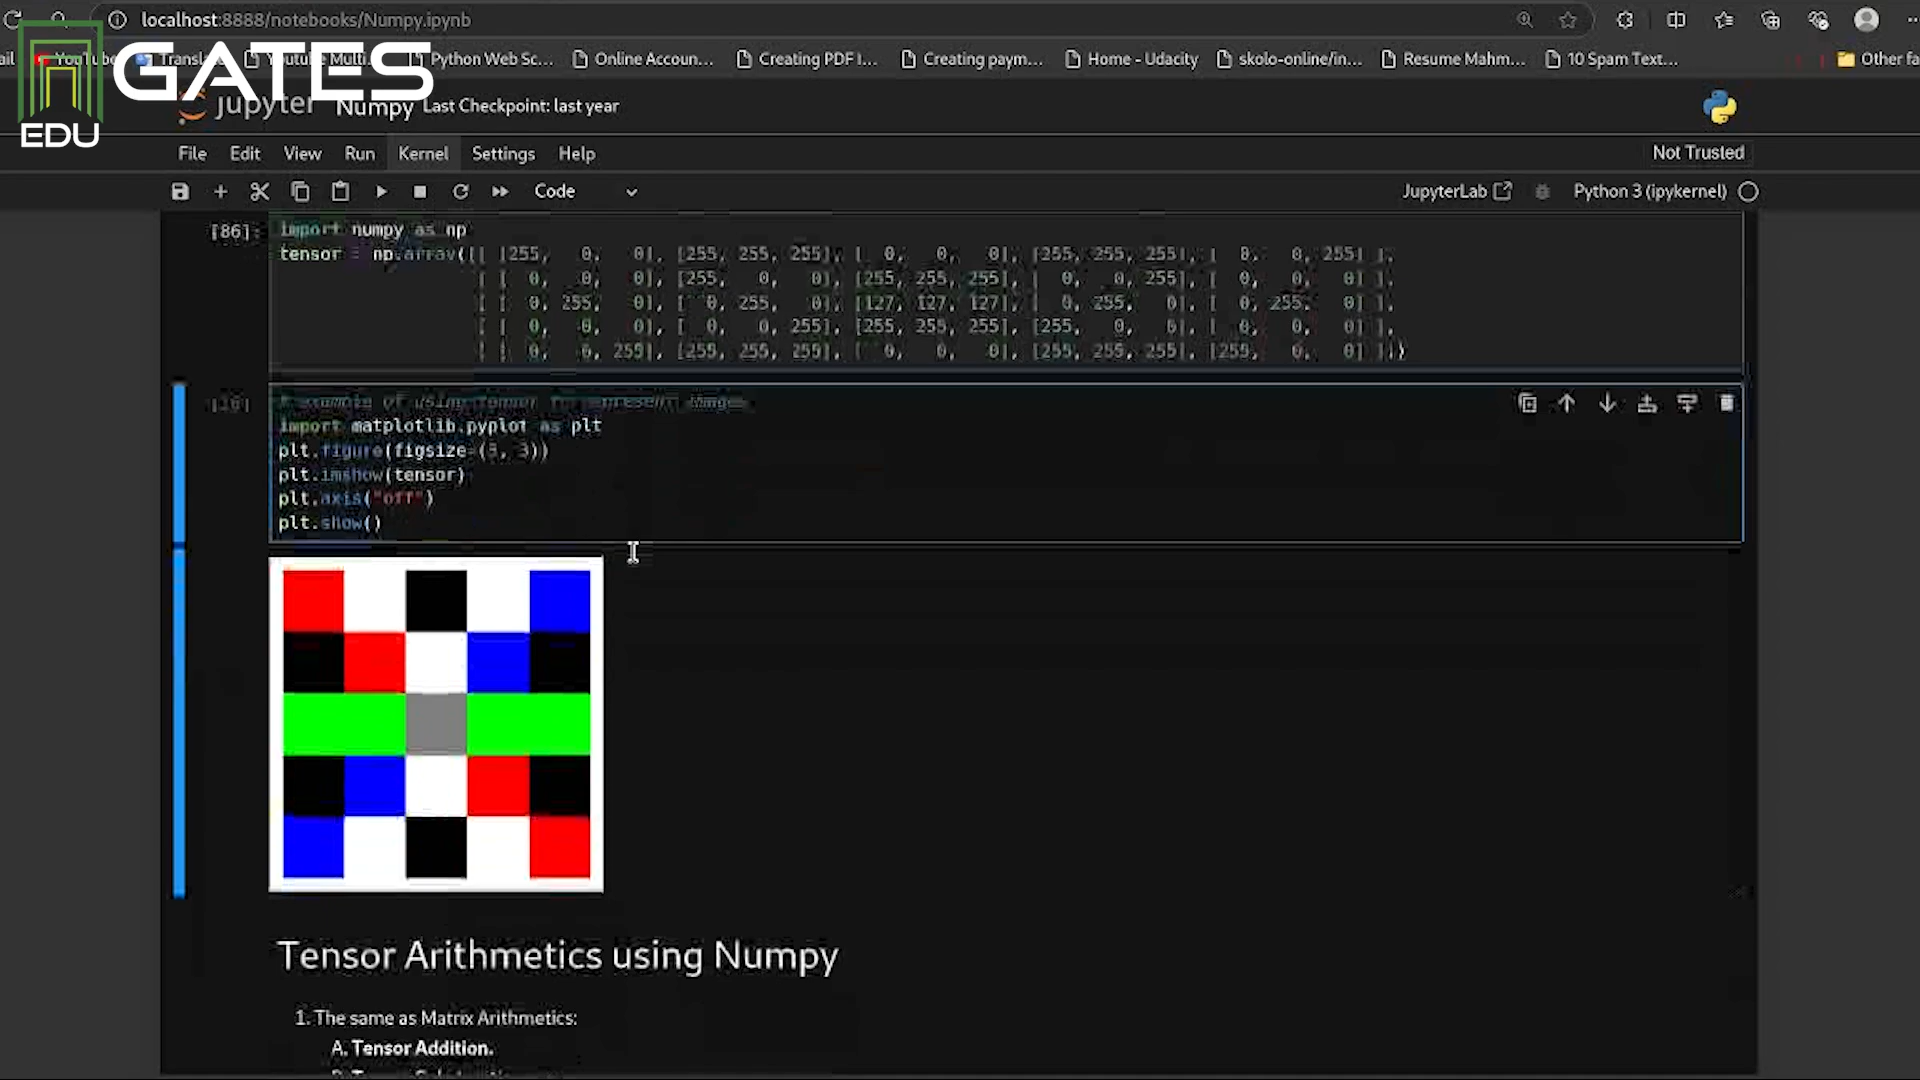 localhost:8888/notebooks/Numpy.ipynb
GATES
EDU
YouTube
Python Web Sc...
Online Accoun...
Creating PDF I...
Creating paym...
Home - Udacity
skolo-online/in...
Resume Mahm...
10 Spam Text...
Other fa
jupyter Numpy Last Checkpoint: last year
File Edit View Run Kernel Settings Help
Not Trusted
Code
JupyterLab
Python 3 (ipykernel)
[86]: import numpy as np
tensor = np.array([[ [255, 0, 0], [255, 255, 255], [ 0, 0, 0], [255, 255, 255], [ 0, 0, 255] ],
[ [ 0, 0, 0], [255, 0, 0], [255, 255, 255], [ 0, 0, 255], [ 0, 0, 0] ],
[ [ 0, 255, 0], [ 0, 255, 0], [127, 127, 127], [ 0, 255, 0], [ 0, 255, 0] ],
[ [ 0, 0, 0], [ 0, 0, 255], [255, 255, 255], [255, 0, 0], [ 0, 0, 0] ],
[ [ 0, 0, 255], [255, 255, 255], [ 0, 0, 0], [255, 255, 255], [255, 0, 0] ]])
import matplotlib.pyplot as plt
plt.figure(figsize=(5, 3))
plt.imshow(tensor)
plt.axis("off")
plt.show()
Tensor Arithmetics using Numpy
1. The same as Matrix Arithmetics:
A. Tensor Addition.